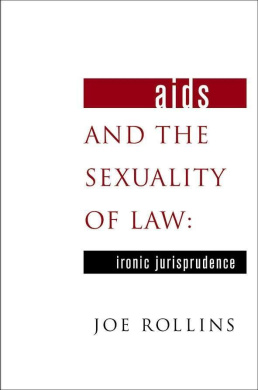 aids
AND THE
SEXUALITY
OF LAW:
ironic jurisprudence
JOE ROLLINS